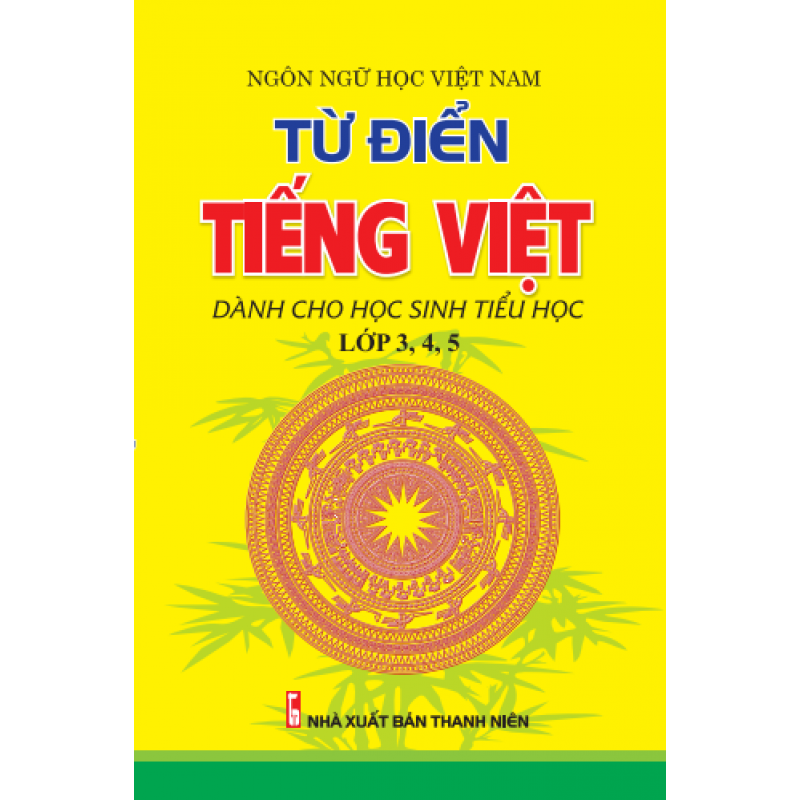 NGÔN NGỮ HỌC VIỆT NAM
TỪ ĐIỂN
TIẾNG VIỆT
DÀNH CHO HỌC SINH TIỂU HỌC
LỚP 3, 4, 5
NHÀ XUẤT BẢN THANH NIÊN